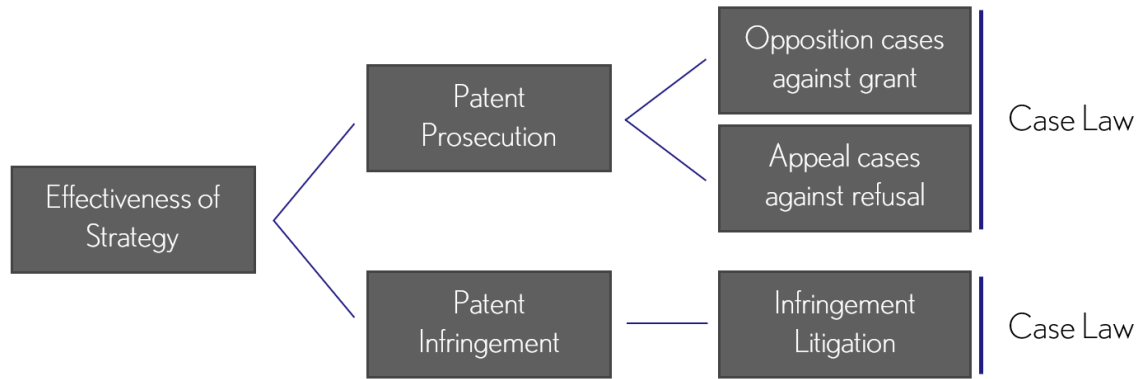 Effectiveness of
Strategy
Patent
Prosecution
Opposition cases
against grant
Appeal cases
against refusal
Case Law
Patent
Infringement
Infringement
Litigation
Case Law